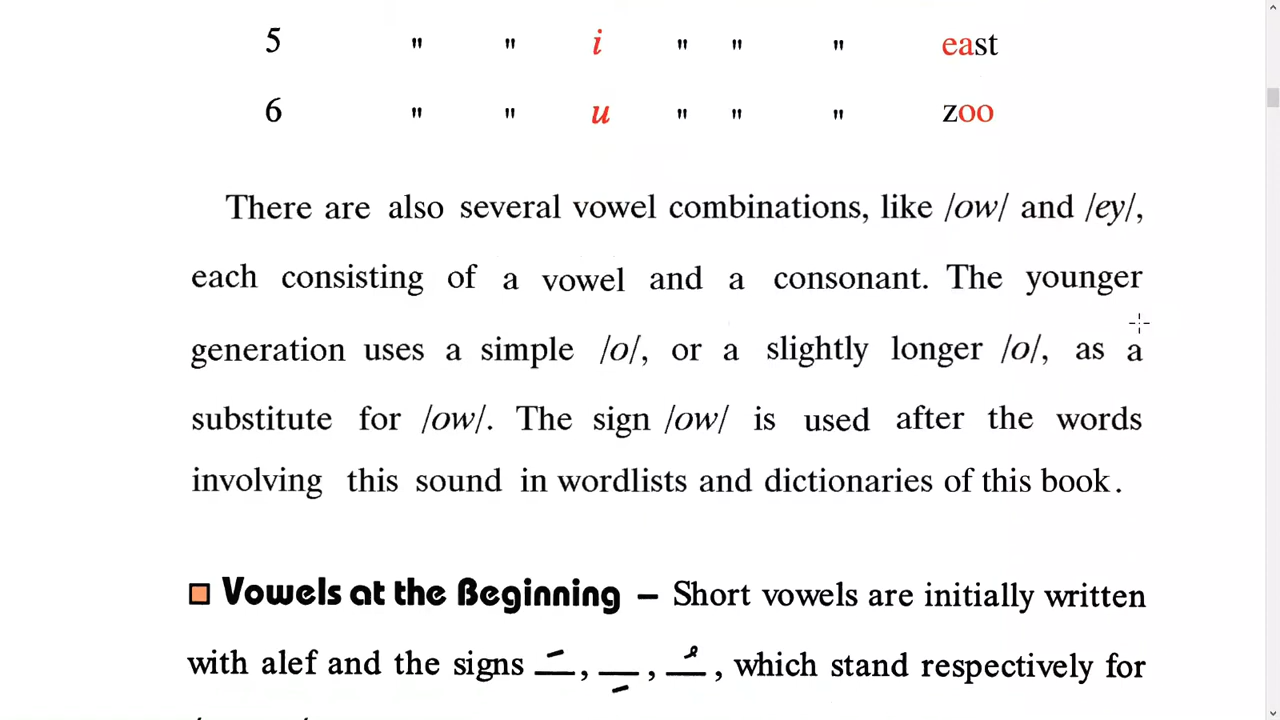 5 " " i " " " east
6 " " u " " " zoo
There are also several vowel combinations, like /ow/ and /ey/,
each consisting of a vowel and a consonant. The younger
generation uses a simple /o/, or a slightly longer /o/, as a
substitute for /ow/. The sign /ow/ is used after the words
involving this sound in wordlists and dictionaries of this book.
Vowels at the Beginning – Short vowels are initially written
with alef and the signs ـَ , ـِ , ـُ , which stand respectively for